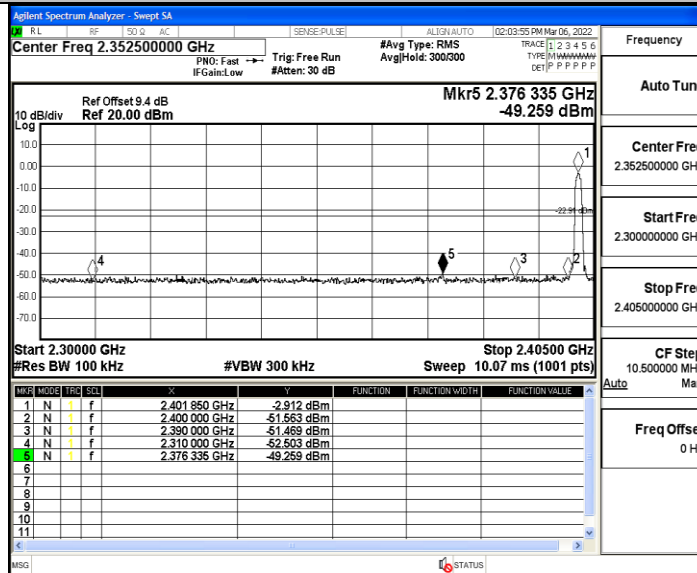 Agilent Spectrum Analyzer - Swept SA
RL RF 50 Ω AC SENSE:PULSE ALIGN AUTO 02:03:55 PM Mar 06, 2022
Center Freq 2.352500000 GHz
PNO: Fast
IFGain:Low
Trig: Free Run
#Atten: 30 dB
#Avg Type: RMS
Avg|Hold: 300/300
TRACE 1 2 3 4 5 6
TYPE MWWWWW
DET P P P P P P
Ref Offset 9.4 dB
10 dB/div Ref 20.00 dBm
Log
Mkr5 2.376 335 GHz
-49.259 dBm
10.0
0.00
-10.0
-20.0
-30.0
-40.0
-50.0
-60.0
-70.0
-22.91 dBm
1
4
5
3
2
Start 2.30000 GHz Stop 2.40500 GHz
#Res BW 100 kHz #VBW 300 kHz Sweep 10.07 ms (1001 pts)
MKR MODE TRC SCL X Y FUNCTION FUNCTION WIDTH FUNCTION VALUE
1 N 1 f 2.401 850 GHz -2.912 dBm
2 N 1 f 2.400 000 GHz -51.563 dBm
3 N 1 f 2.390 000 GHz -51.469 dBm
4 N 1 f 2.310 000 GHz -52.503 dBm
5 N 1 f 2.376 335 GHz -49.259 dBm
6
7
8
9
10
11
MSG STATUS
Frequency
Auto Tun
Center Fre
2.352500000 GH
Start Fre
2.300000000 GH
Stop Fre
2.405000000 GH
CF Step
10.500000 MH
Auto Ma
Freq Offse
0 H